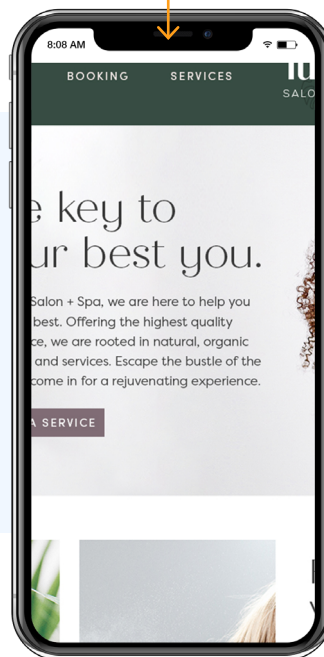 8:08 AM
BOOKING SERVICES
SALO
e key to
ur best you.
Salon + Spa, we are here to help you
best. Offering the highest quality
ce, we are rooted in natural, organic
and services. Escape the bustle of the
come in for a rejuvenating experience.
A SERVICE